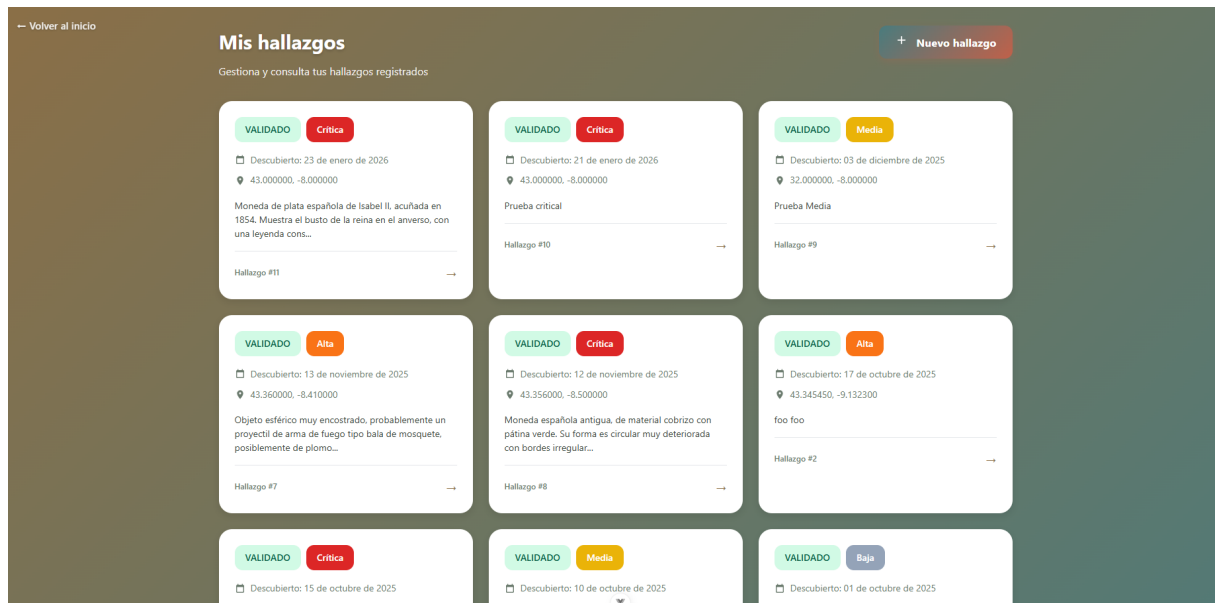 ← Volver al inicio
Mis hallazgos
+ Nuevo hallazgo
Gestiona y consulta tus hallazgos registrados
VALIDADO Crítica
Descubierto: 23 de enero de 2026
43.000000, -8.000000
Moneda de plata española de Isabel II, acuñada en
1854. Muestra el busto de la reina en el anverso, con
una leyenda cons...
Hallazgo #11 →
VALIDADO Crítica
Descubierto: 21 de enero de 2026
43.000000, -8.000000
Prueba critical
Hallazgo #10 →
VALIDADO Media
Descubierto: 03 de diciembre de 2025
32.000000, -8.000000
Prueba Media
Hallazgo #9 →
VALIDADO Alta
Descubierto: 13 de noviembre de 2025
43.360000, -8.410000
Objeto esférico muy encostrado, probablemente un
proyectil de arma de fuego tipo bala de mosquete,
posiblemente de plomo...
Hallazgo #7 →
VALIDADO Crítica
Descubierto: 12 de noviembre de 2025
43.356000, -8.500000
Moneda española antigua, de material cobrizo con
pátina verde. Su forma es circular muy deteriorada
con bordes irregular...
Hallazgo #8 →
VALIDADO Alta
Descubierto: 17 de octubre de 2025
43.345450, -9.132300
foo foo
Hallazgo #2 →
VALIDADO Crítica
Descubierto: 15 de octubre de 2025
VALIDADO Media
Descubierto: 10 de octubre de 2025
VALIDADO Baja
Descubierto: 01 de octubre de 2025